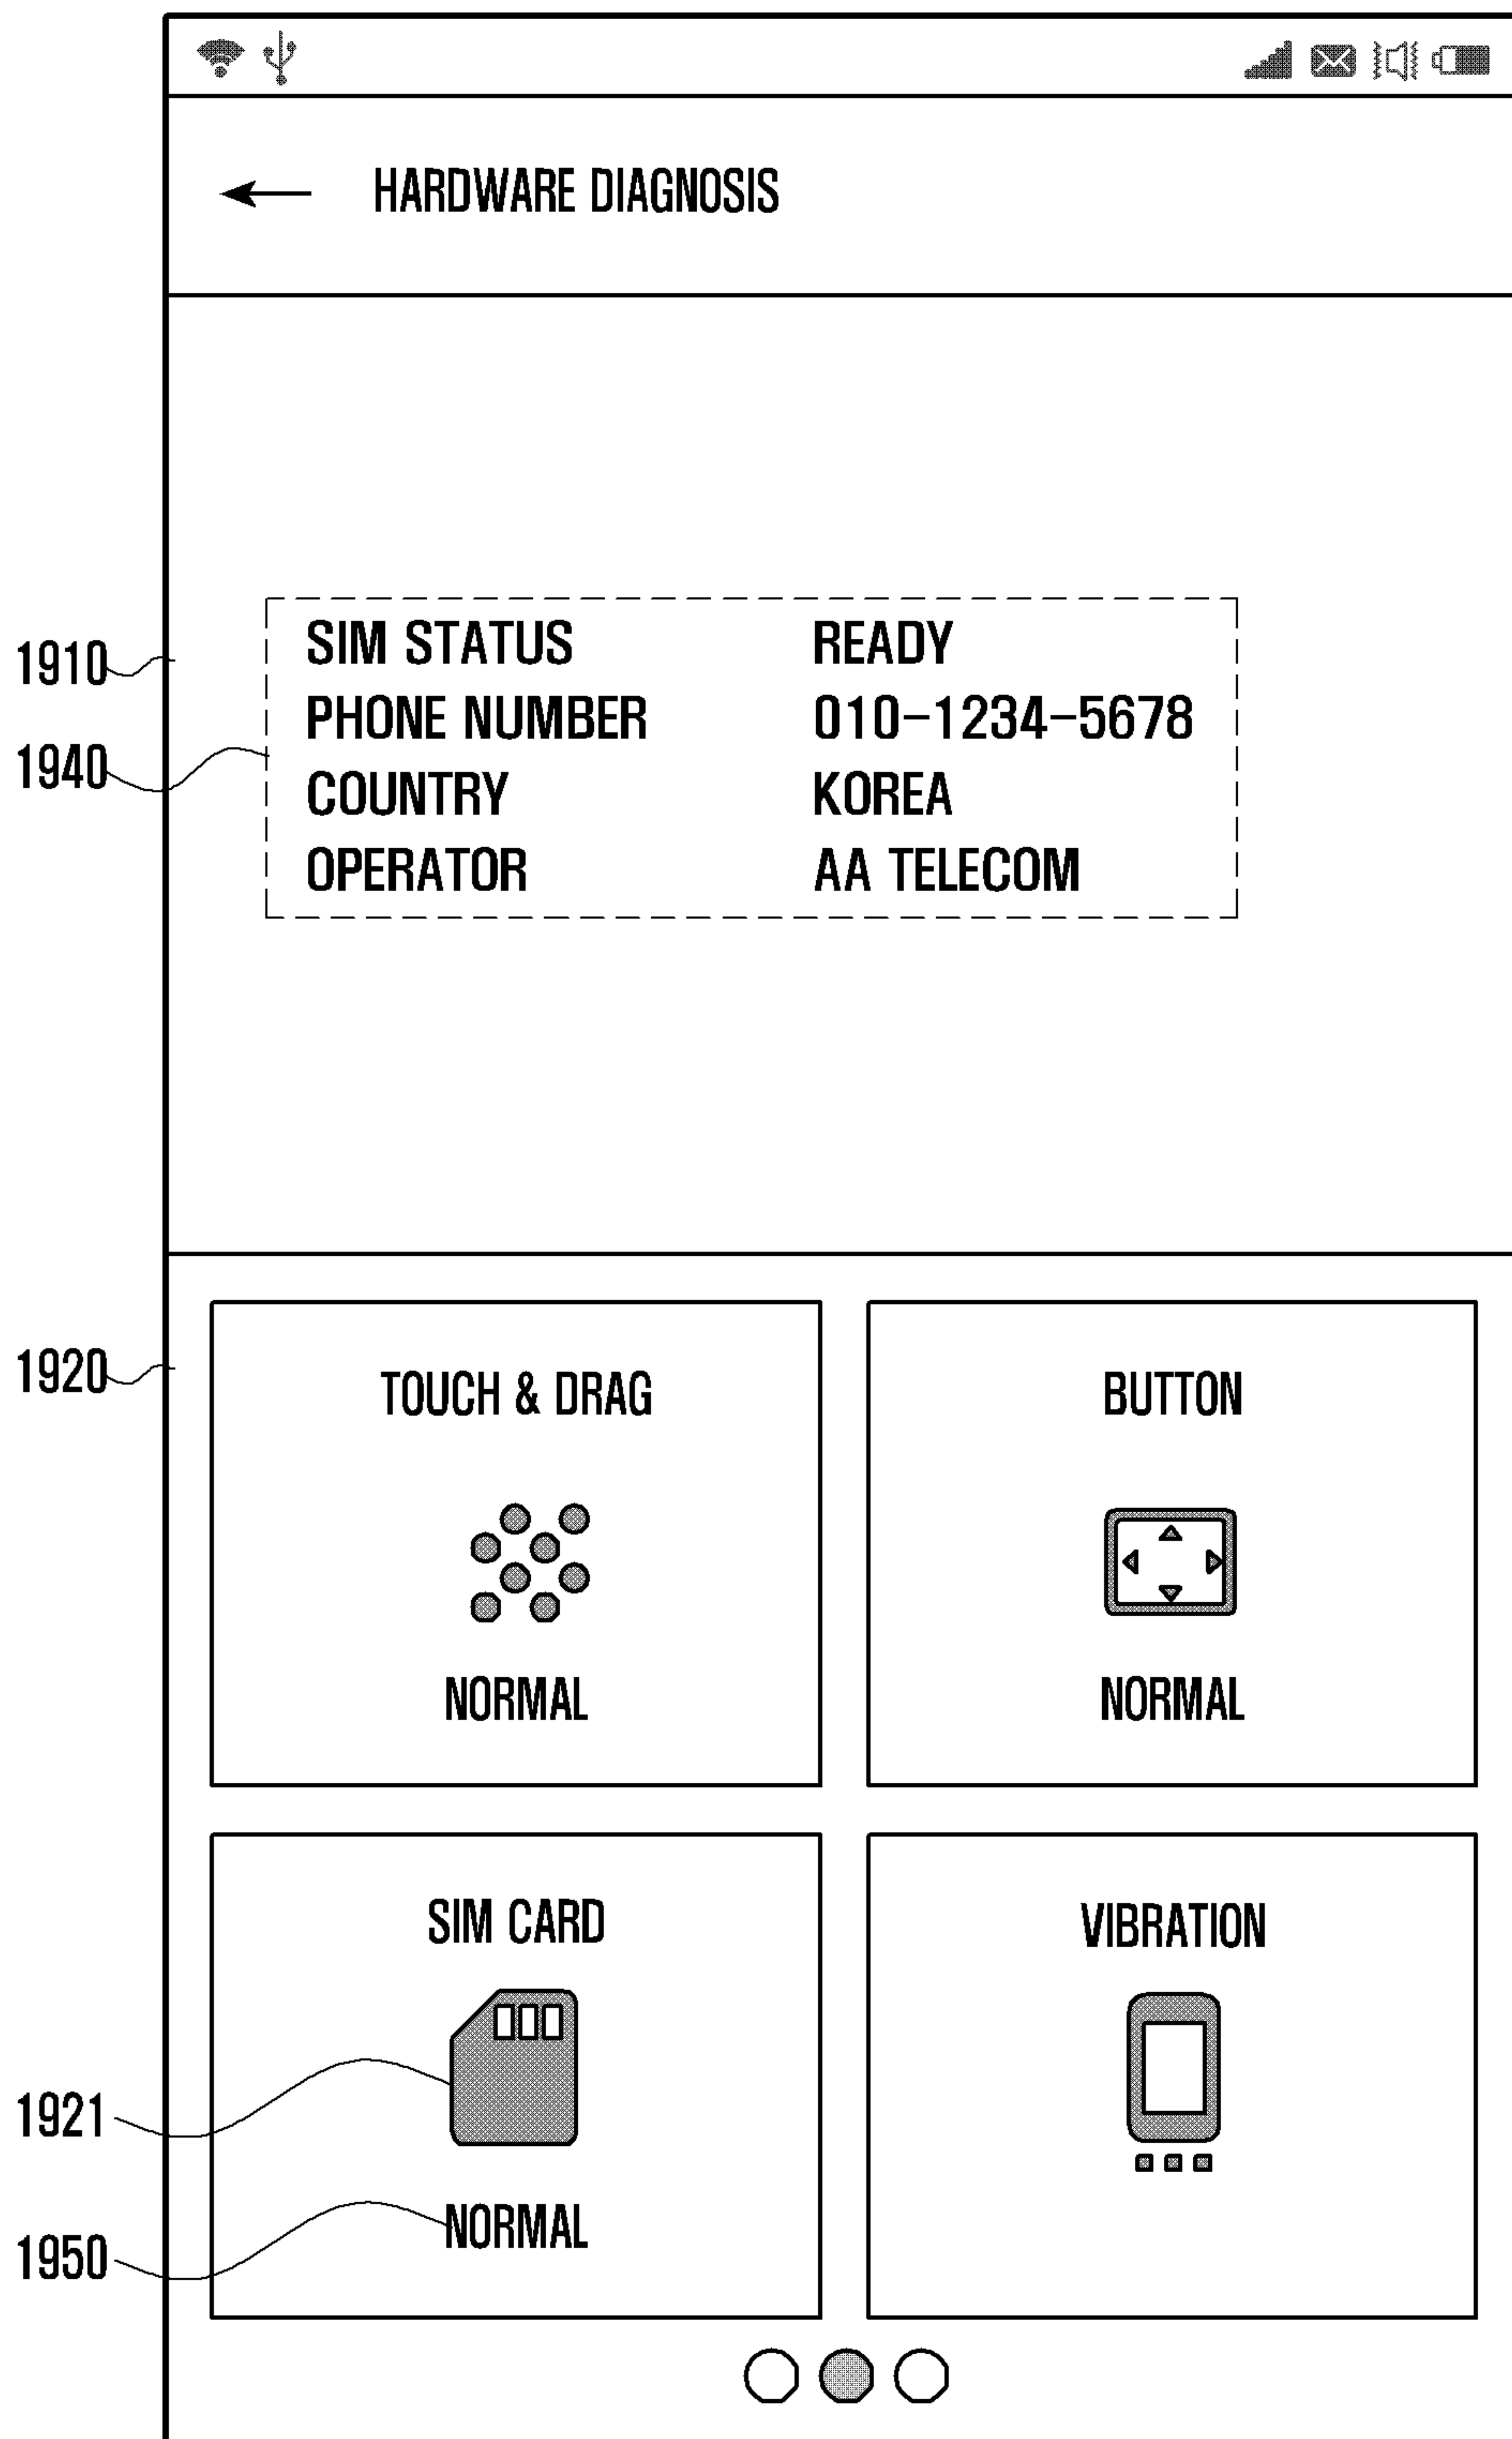 HARDWARE DIAGNOSIS
1910
SIM STATUS READY
PHONE NUMBER 010-1234-5678
1940
COUNTRY KOREA
OPERATOR AA TELECOM
1920
TOUCH & DRAG BUTTON
NORMAL NORMAL
SIM CARD VIBRATION
1921
NORMAL
1950